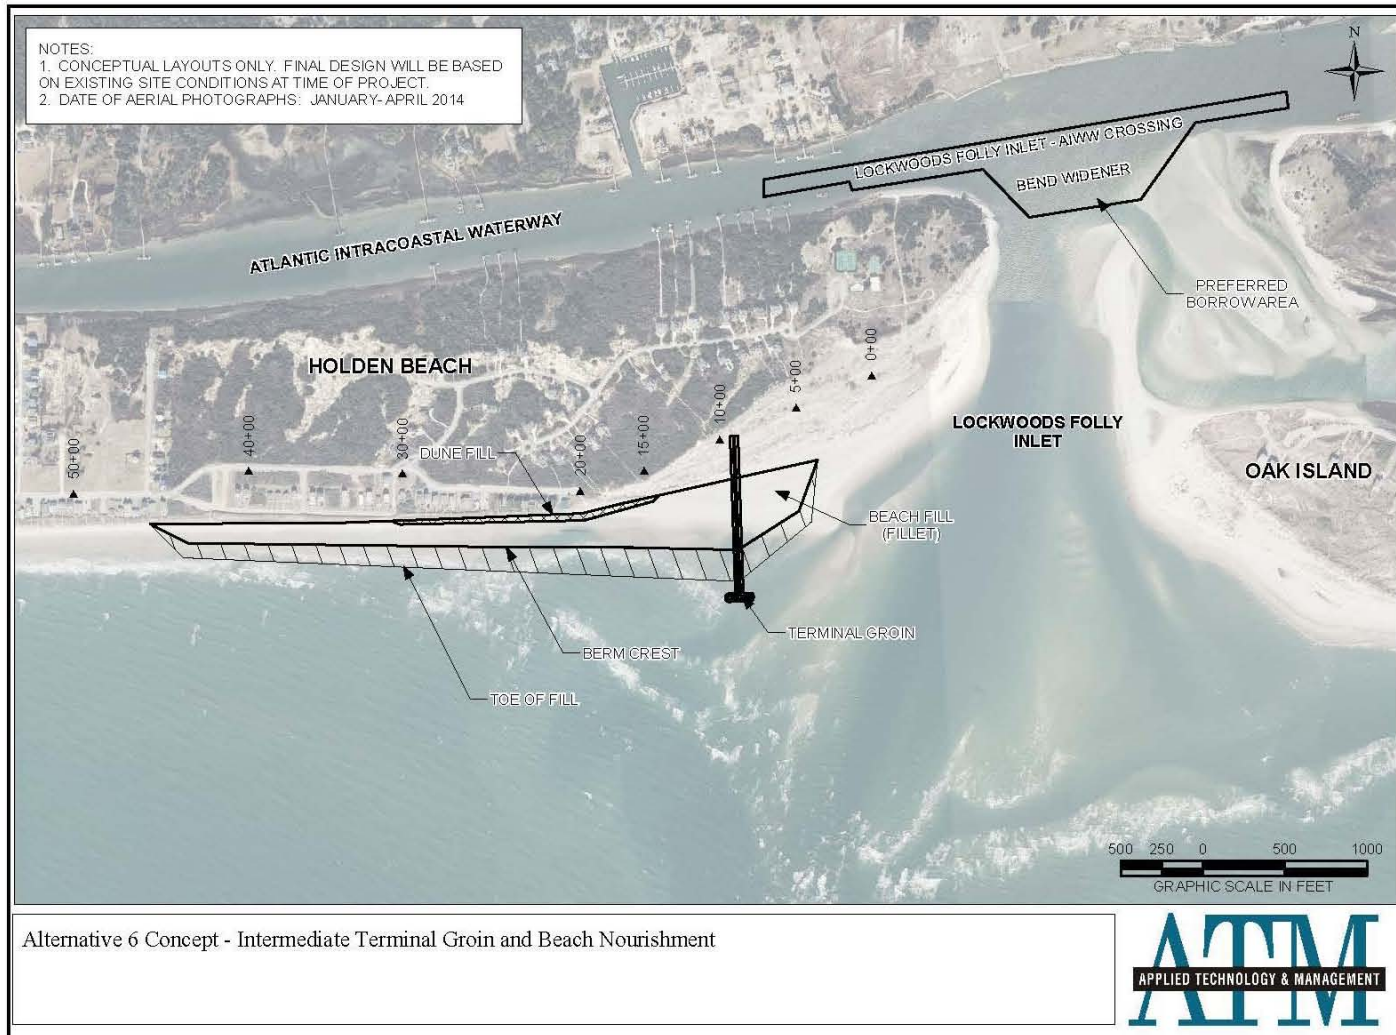 NOTES:
1. CONCEPTUAL LAYOUTS ONLY. FINAL DESIGN WILL BE BASED
ON EXISTING SITE CONDITIONS AT TIME OF PROJECT.
2. DATE OF AERIAL PHOTOGRAPHS: JANUARY-APRIL 2014
N
LOCKWOODS FOLLY INLET - AIWW CROSSING
BEND WIDENER
ATLANTIC INTRACOASTAL WATERWAY
PREFERRED
BORROW AREA
HOLDEN BEACH
50+00
40+00
30+00
20+00
15+00
10+00
5+00
0+00
DUNE FILL
LOCKWOODS FOLLY
INLET
OAK ISLAND
BEACH FILL
(FILLET)
TERMINAL GROIN
BERM CREST
TOE OF FILL
500 250 0 500 1000
GRAPHIC SCALE IN FEET
Alternative 6 Concept - Intermediate Terminal Groin and Beach Nourishment
ATM
APPLIED TECHNOLOGY & MANAGEMENT